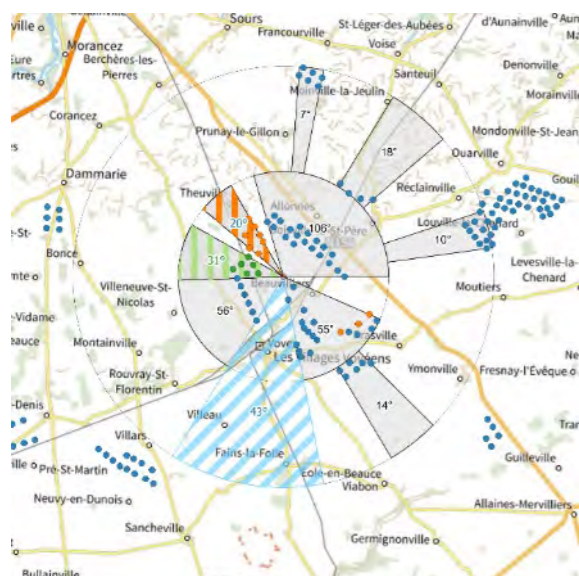 Sours
St-Léger-des-Aubées
d'Aunainville
Morancez
Francourville
Voise
Berchères-les-
Pierres
Denonville
Santeuil
Moinville-la-Jeulin
Morainville
Corancez
7°
Prunay-le-Gillon
18°
Mondonville-St-Jean
Ouarville
Dammarie
Theuville
Réclainville
Allonnes
20°
106°
10°
Bonce
31°
Levesville-la-
Chenard
Villeneuve-St-
Nicolas
Beauvilliers
Moutiers
56°
55°
Montainville
Voves
Les Villages Vovéens
Ymonville
Fresnay-l'Évêque
Rouvray-St-
Florentin
14°
43°
Villeau
Villars
Fains-la-Folle
Guilleville
Pré-St-Martin
Éole-en-Beauce
Viabon
Neuvy-en-Dunois
Allaines-Mervilliers
Sancheville
Germignonville
Bullainville